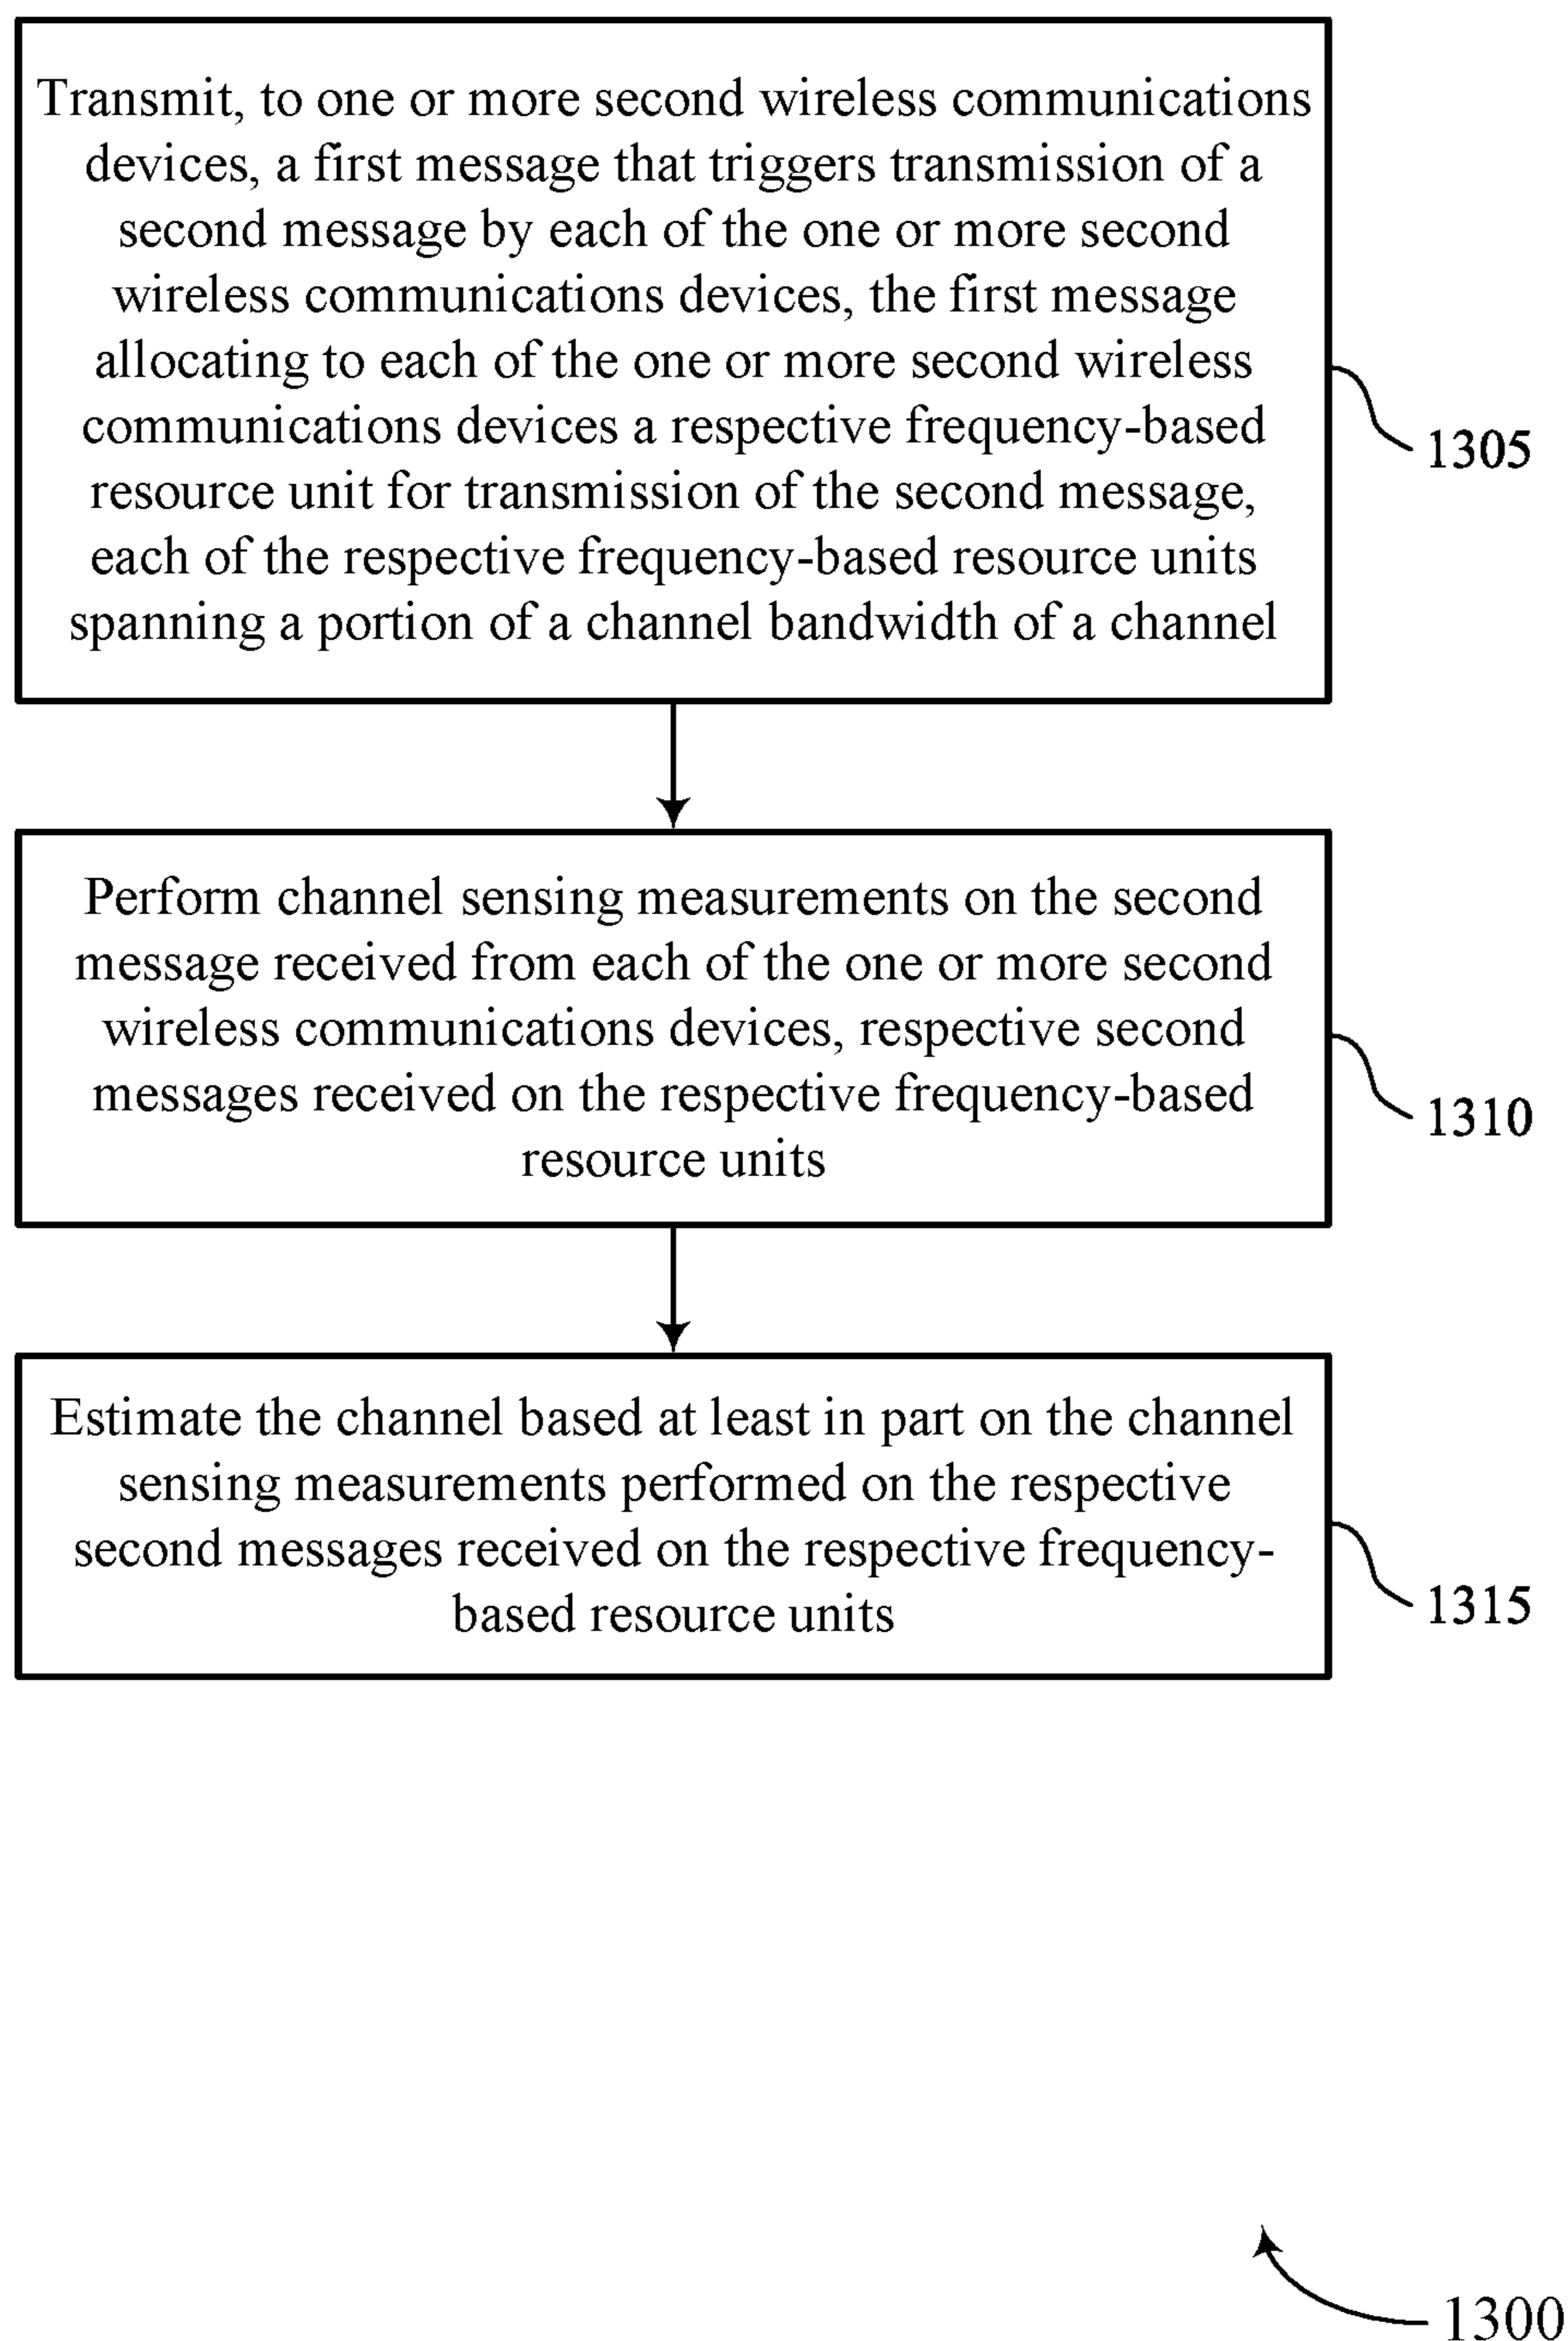 Transmit, to one or more second wireless communications
devices, a first message that triggers transmission of a
second message by each of the one or more second
wireless communications devices, the first message
allocating to each of the one or more second wireless
communications devices a respective frequency-based
resource unit for transmission of the second message,
each of the respective frequency-based resource units
spanning a portion of a channel bandwidth of a channel
1305
Perform channel sensing measurements on the second
message received from each of the one or more second
wireless communications devices, respective second
messages received on the respective frequency-based
resource units
1310
Estimate the channel based at least in part on the channel
sensing measurements performed on the respective
second messages received on the respective frequency-
based resource units
1315
1300